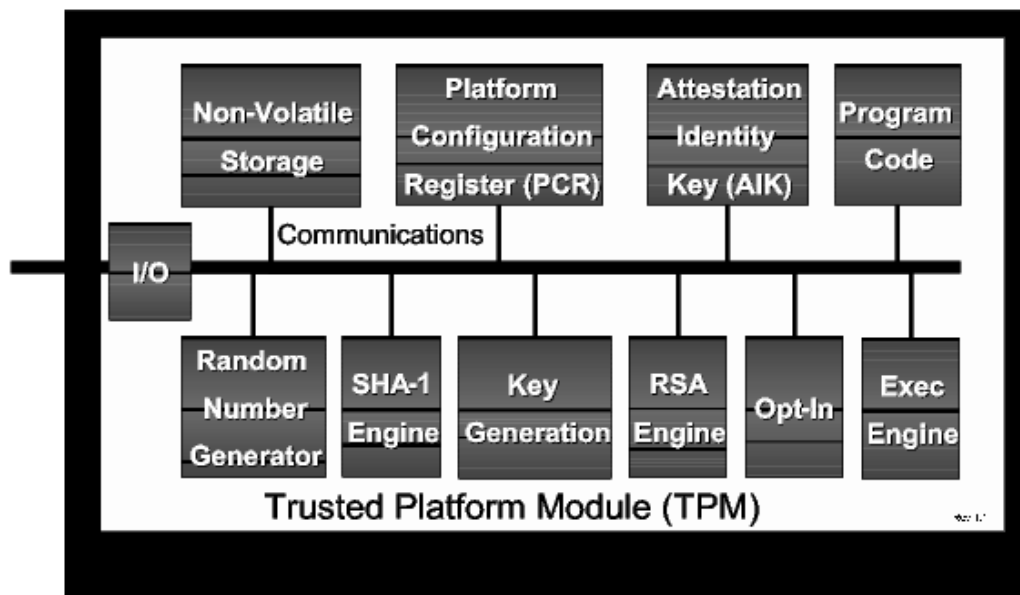 Non-Volatile
Storage
Platform
Configuration
Register (PCR)
Attestation
Identity
Key (AIK)
Program
Code
Communications
I/O
Random
Number
Generator
SHA-1
Engine
Key
Generation
RSA
Engine
Opt-In
Exec
Engine
Trusted Platform Module (TPM)